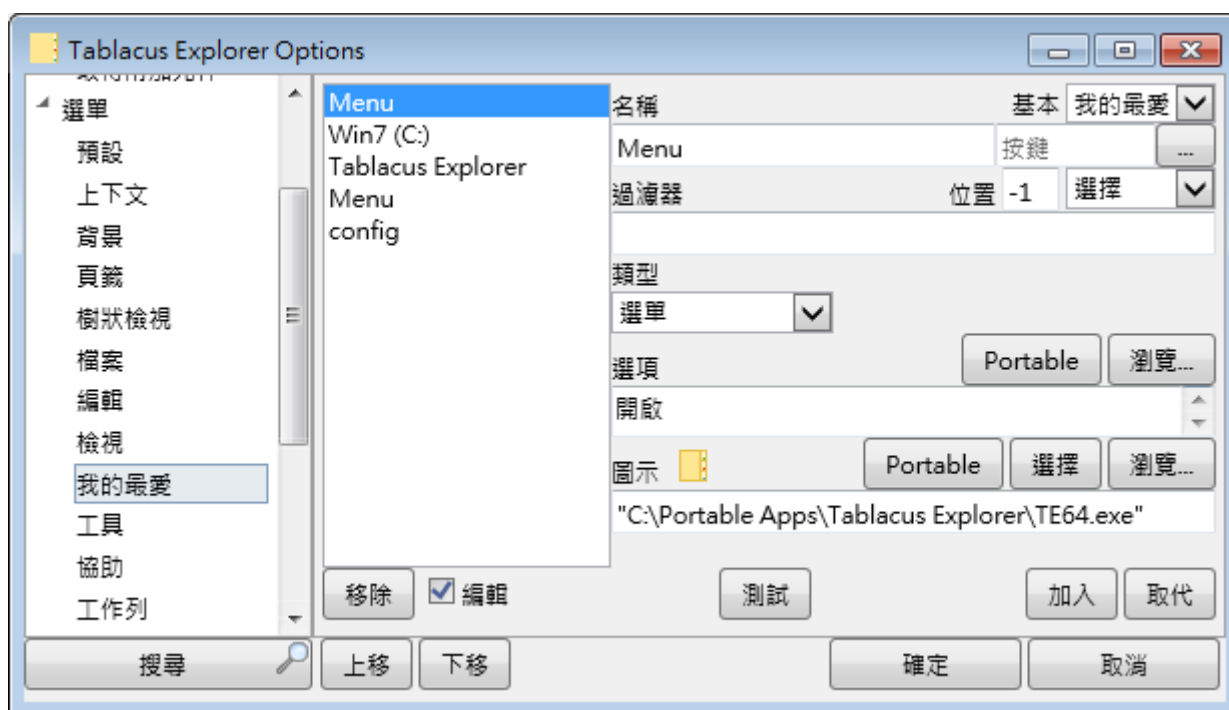 Tablacus Explorer Options
選單
預設
上下文
背景
頁籤
樹狀檢視
檔案
編輯
檢視
我的最愛
工具
協助
工作列
搜尋
Menu
Win7 (C:)
Tablacus Explorer
Menu
config
移除 編輯
上移 下移
名稱 基本 我的最愛
Menu 按鍵 ...
過濾器 位置 -1 選擇
類型
選單
選項 Portable 瀏覽...
開啟
圖示 Portable 選擇 瀏覽...
"C:\Portable Apps\Tablacus Explorer\TE64.exe"
測試 加入 取代
確定 取消